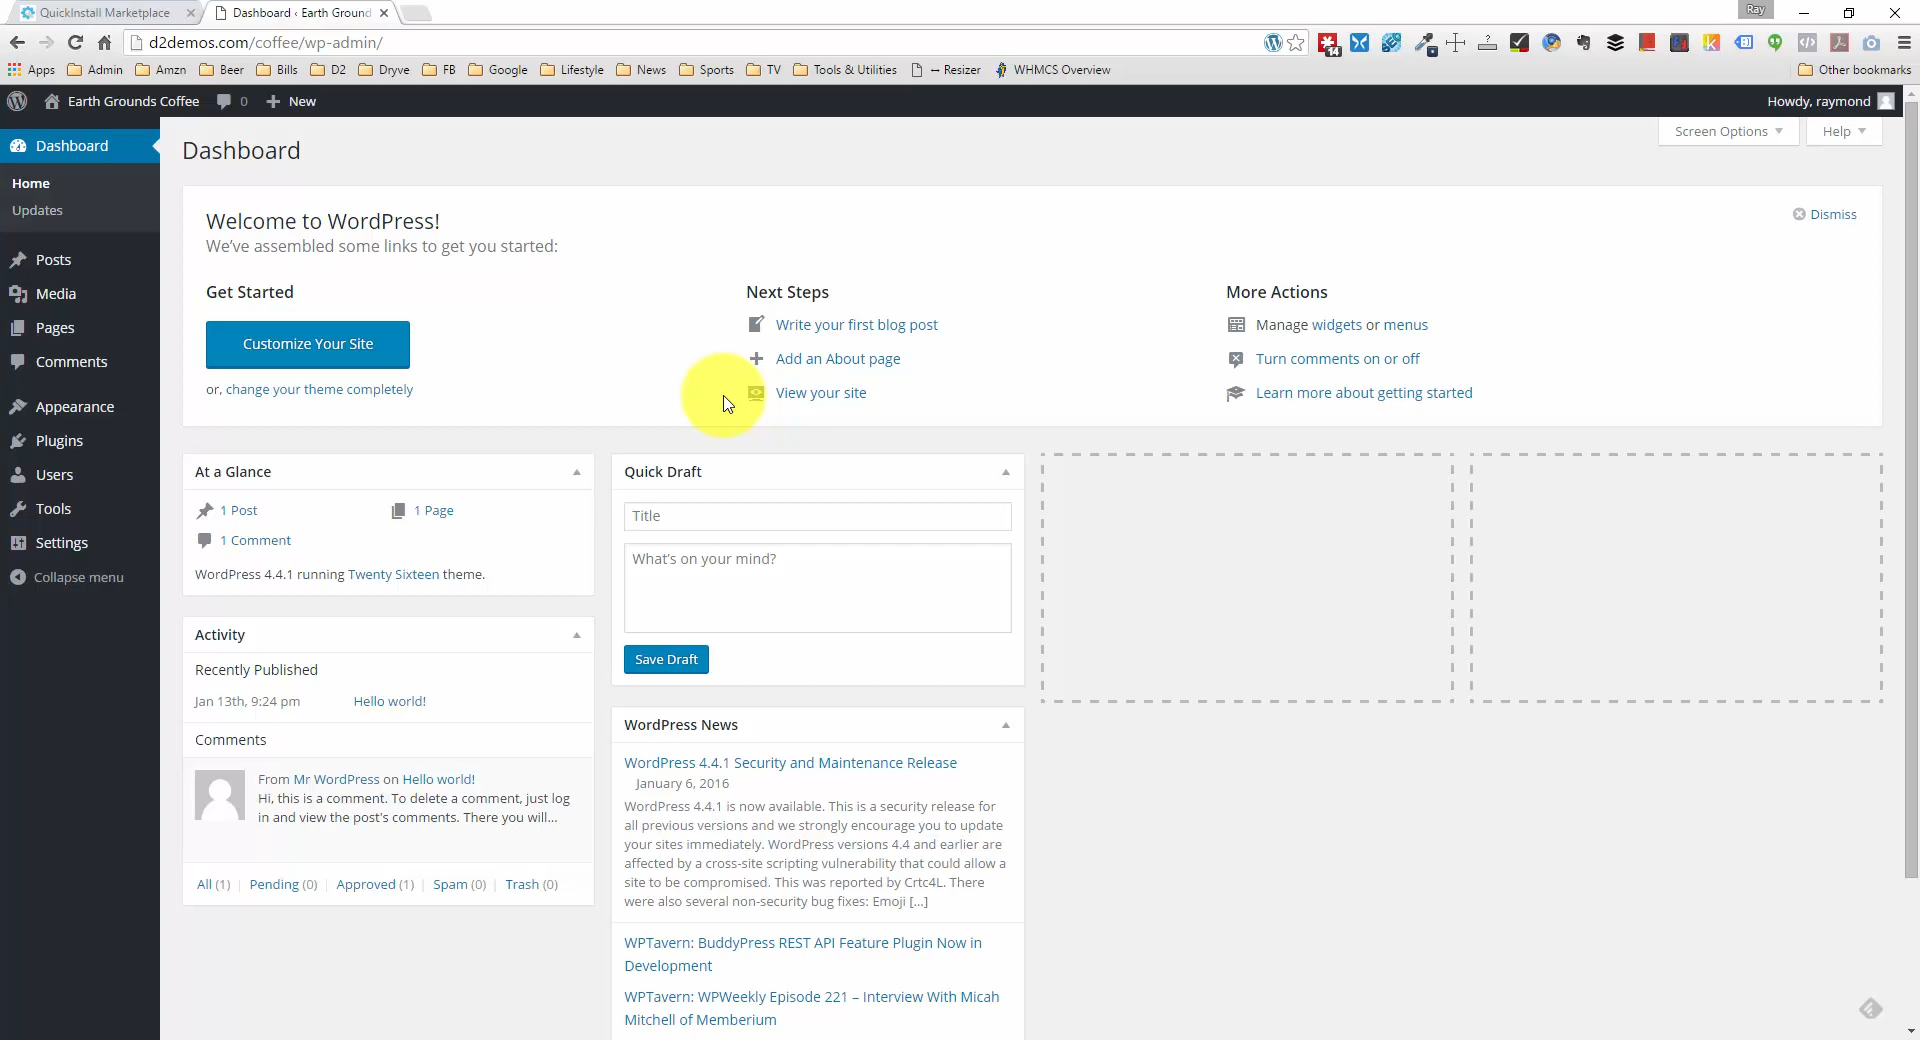 QuickInstall Marketplace
Dashboard ‹ Earth Ground
Ray
d2demos.com/coffee/wp-admin/
14
Apps Admin Amzn Beer Bills D2 Dryve FB Google Lifestyle News Sports TV Tools & Utilities ↔ Resizer WHMCS Overview Other bookmarks
Earth Grounds Coffee 0 + New Howdy, raymond
Screen Options Help
Dashboard
Home
Updates
Posts
Media
Pages
Comments
Appearance
Plugins
Users
Tools
Settings
Collapse menu
Dashboard
Welcome to WordPress!
We’ve assembled some links to get you started:
Dismiss
Get Started
Customize Your Site
or, change your theme completely
Next Steps
Write your first blog post
Add an About page
View your site
More Actions
Manage widgets or menus
Turn comments on or off
Learn more about getting started
At a Glance
1 Post 1 Page
1 Comment
WordPress 4.4.1 running Twenty Sixteen theme.
Activity
Recently Published
Jan 13th, 9:24 pm Hello world!
Comments
From Mr WordPress on Hello world!
Hi, this is a comment. To delete a comment, just log
in and view the post's comments. There you will…
All (1) | Pending (0) | Approved (1) | Spam (0) | Trash (0)
Quick Draft
Title
What’s on your mind?
Save Draft
WordPress News
WordPress 4.4.1 Security and Maintenance Release
January 6, 2016
WordPress 4.4.1 is now available. This is a security release for
all previous versions and we strongly encourage you to update
your sites immediately. WordPress versions 4.4 and earlier are
affected by a cross-site scripting vulnerability that could allow a
site to be compromised. This was reported by Crtc4L. There
were also several non-security bug fixes: Emoji […]
WPTavern: BuddyPress REST API Feature Plugin Now in
Development
WPTavern: WPWeekly Episode 221 – Interview With Micah
Mitchell of Memberium